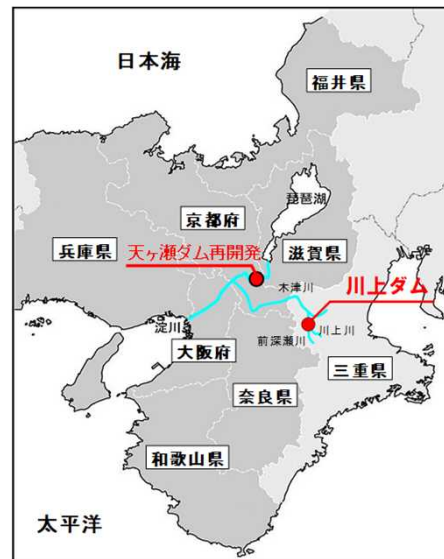 日本海
福井県
琵琶湖
京都府
兵庫県
天ヶ瀬ダム再開発
滋賀県
木津川
川上ダム
淀川
前深瀬川
川上川
大阪府
三重県
奈良県
和歌山県
太平洋